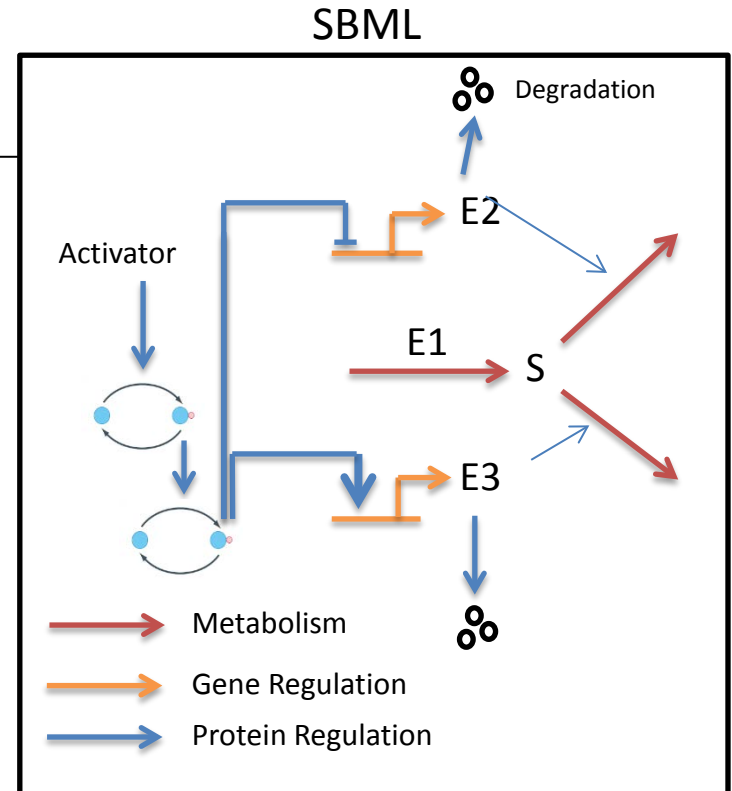 SBML
Degradation
E2
Activator
E1
S
E3
Metabolism
Gene Regulation
Protein Regulation